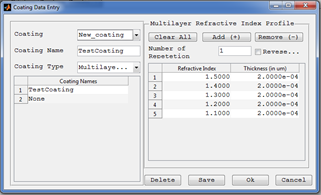 Coating Data Entry
Coating
New_coating
Coating Name
TestCoating
Coating Type
Multilaye...
Coating Names
1 TestCoating
2 None
Multilayer Refractive Index Profile
Clear All
Add (+)
Remove (-)
Number of
Recetetion
1
Revese...
Refractive Index Thickness (in um)
1 1.5000 2.0000e-04
2 1.4000 2.0000e-04
3 1.3000 2.0000e-04
4 1.2000 2.0000e-04
5 1.1000 2.0000e-04
Delete
Save
Ok
Cancel